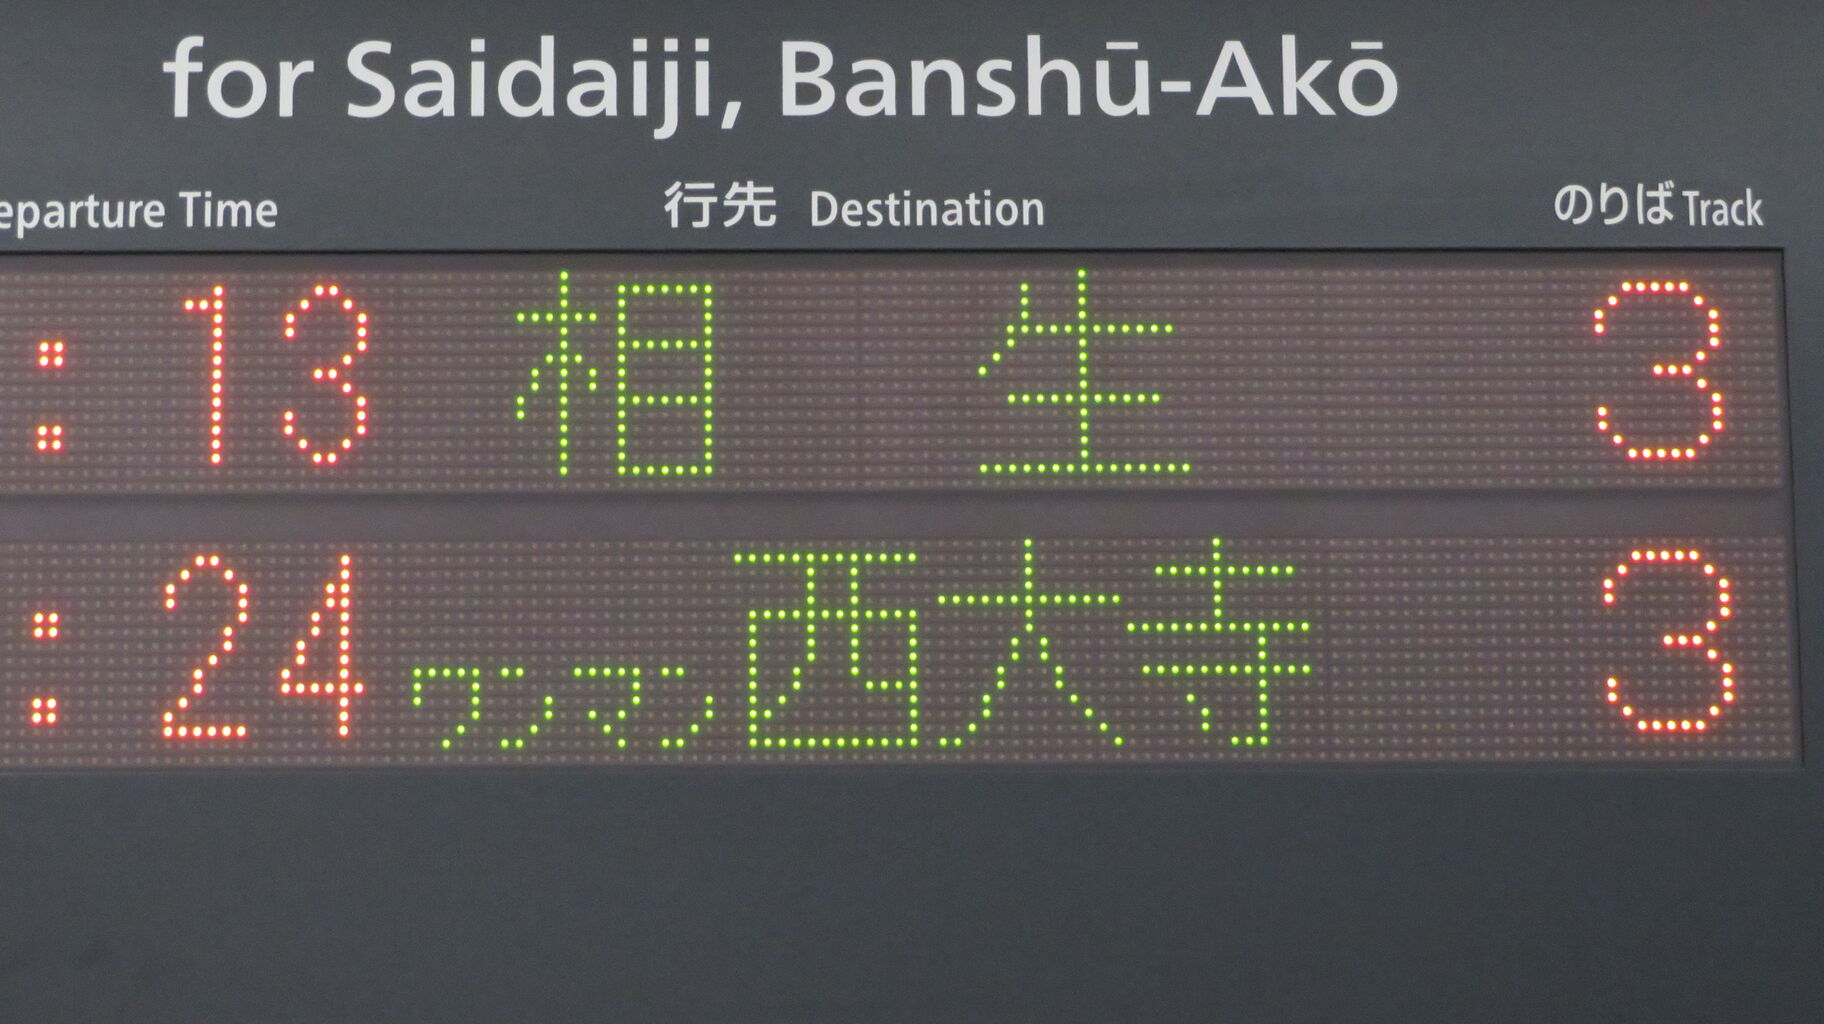 for Saidaiji, Banshū-Akō
eparture Time 行先 Destination のりば Track
: 13 相生 3
: 24 ワンマン 西大寺 3